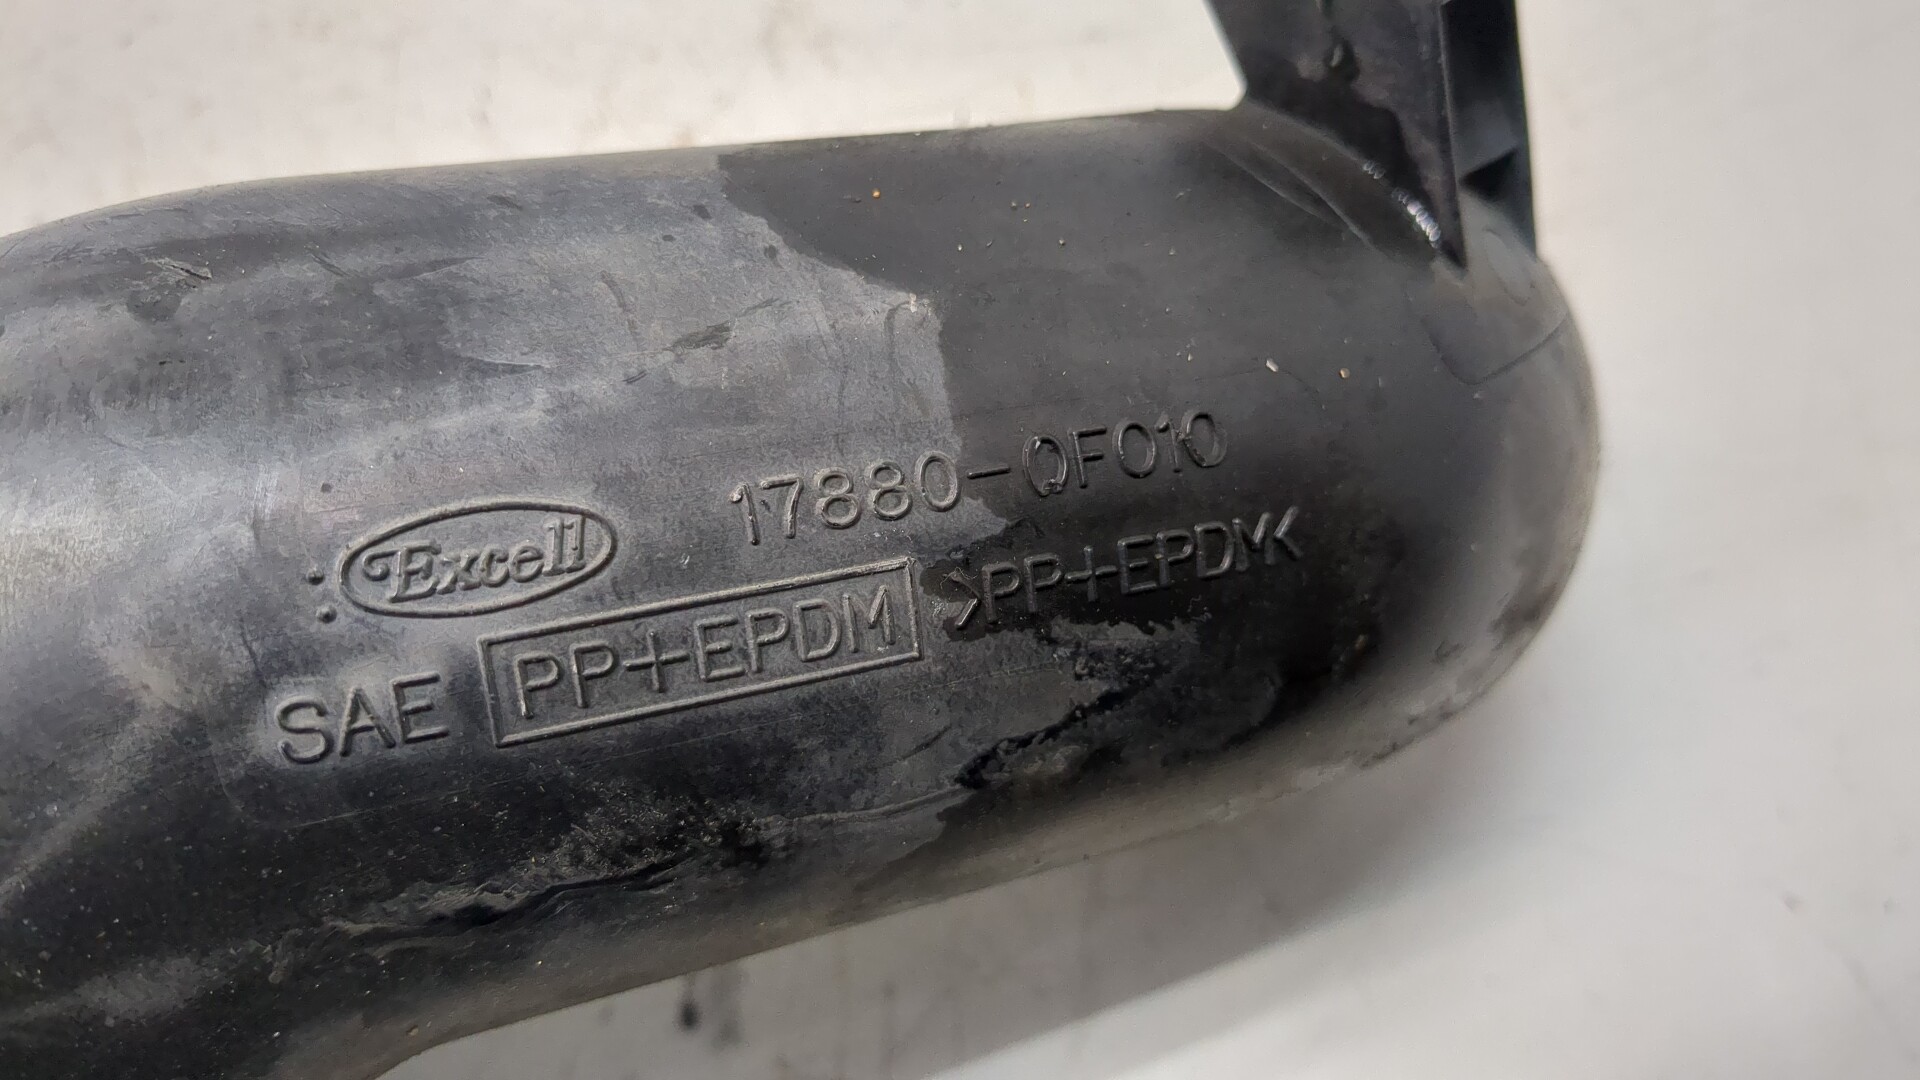 Excell 17880-0F010
SAE PP+EPDM >PP+EPDM<